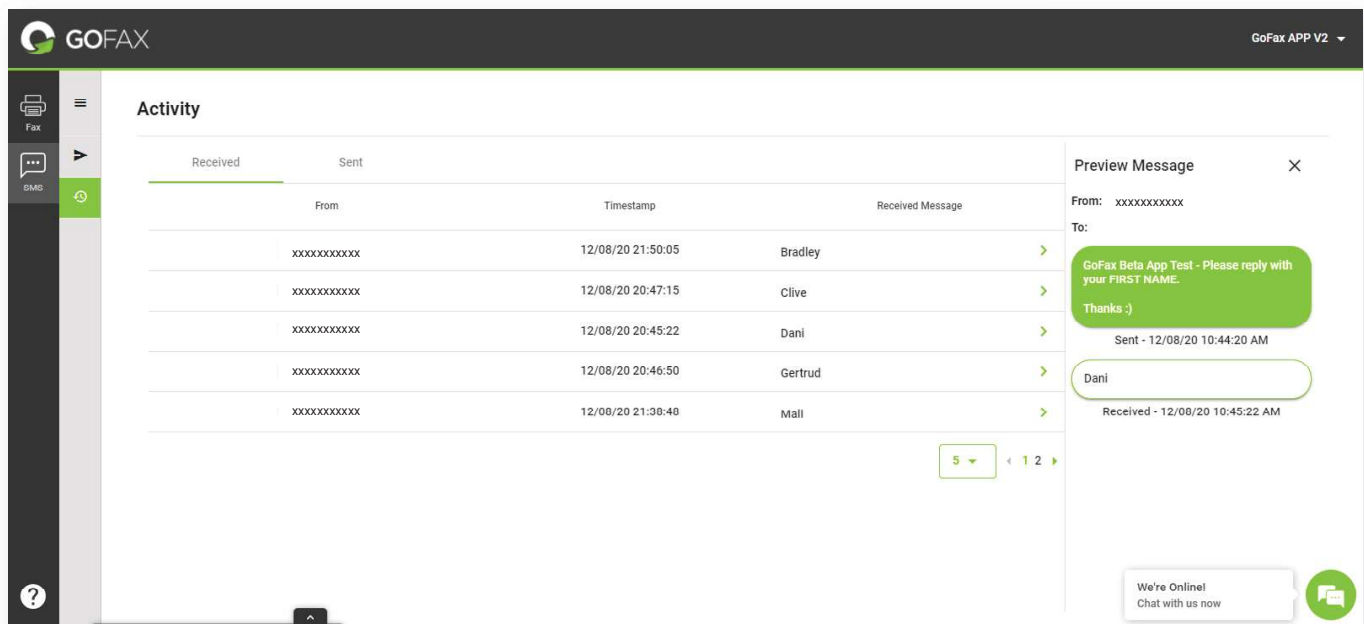 GOFAX
GoFax APP V2
Fax
SMS
Activity
Received Sent
From Timestamp Received Message
xxxxxxxxxxx 12/08/20 21:50:05 Bradley
xxxxxxxxxxx 12/08/20 20:47:15 Clive
xxxxxxxxxxx 12/08/20 20:45:22 Dani
xxxxxxxxxxx 12/08/20 20:46:50 Gertrud
xxxxxxxxxxx 12/08/20 21:38:48 Mall
5 1 2
Preview Message
From: xxxxxxxxxxx
To:
GoFax Beta App Test - Please reply with
your FIRST NAME.
Thanks :)
Sent - 12/08/20 10:44:20 AM
Dani
Received - 12/08/20 10:45:22 AM
We're Online!
Chat with us now
?